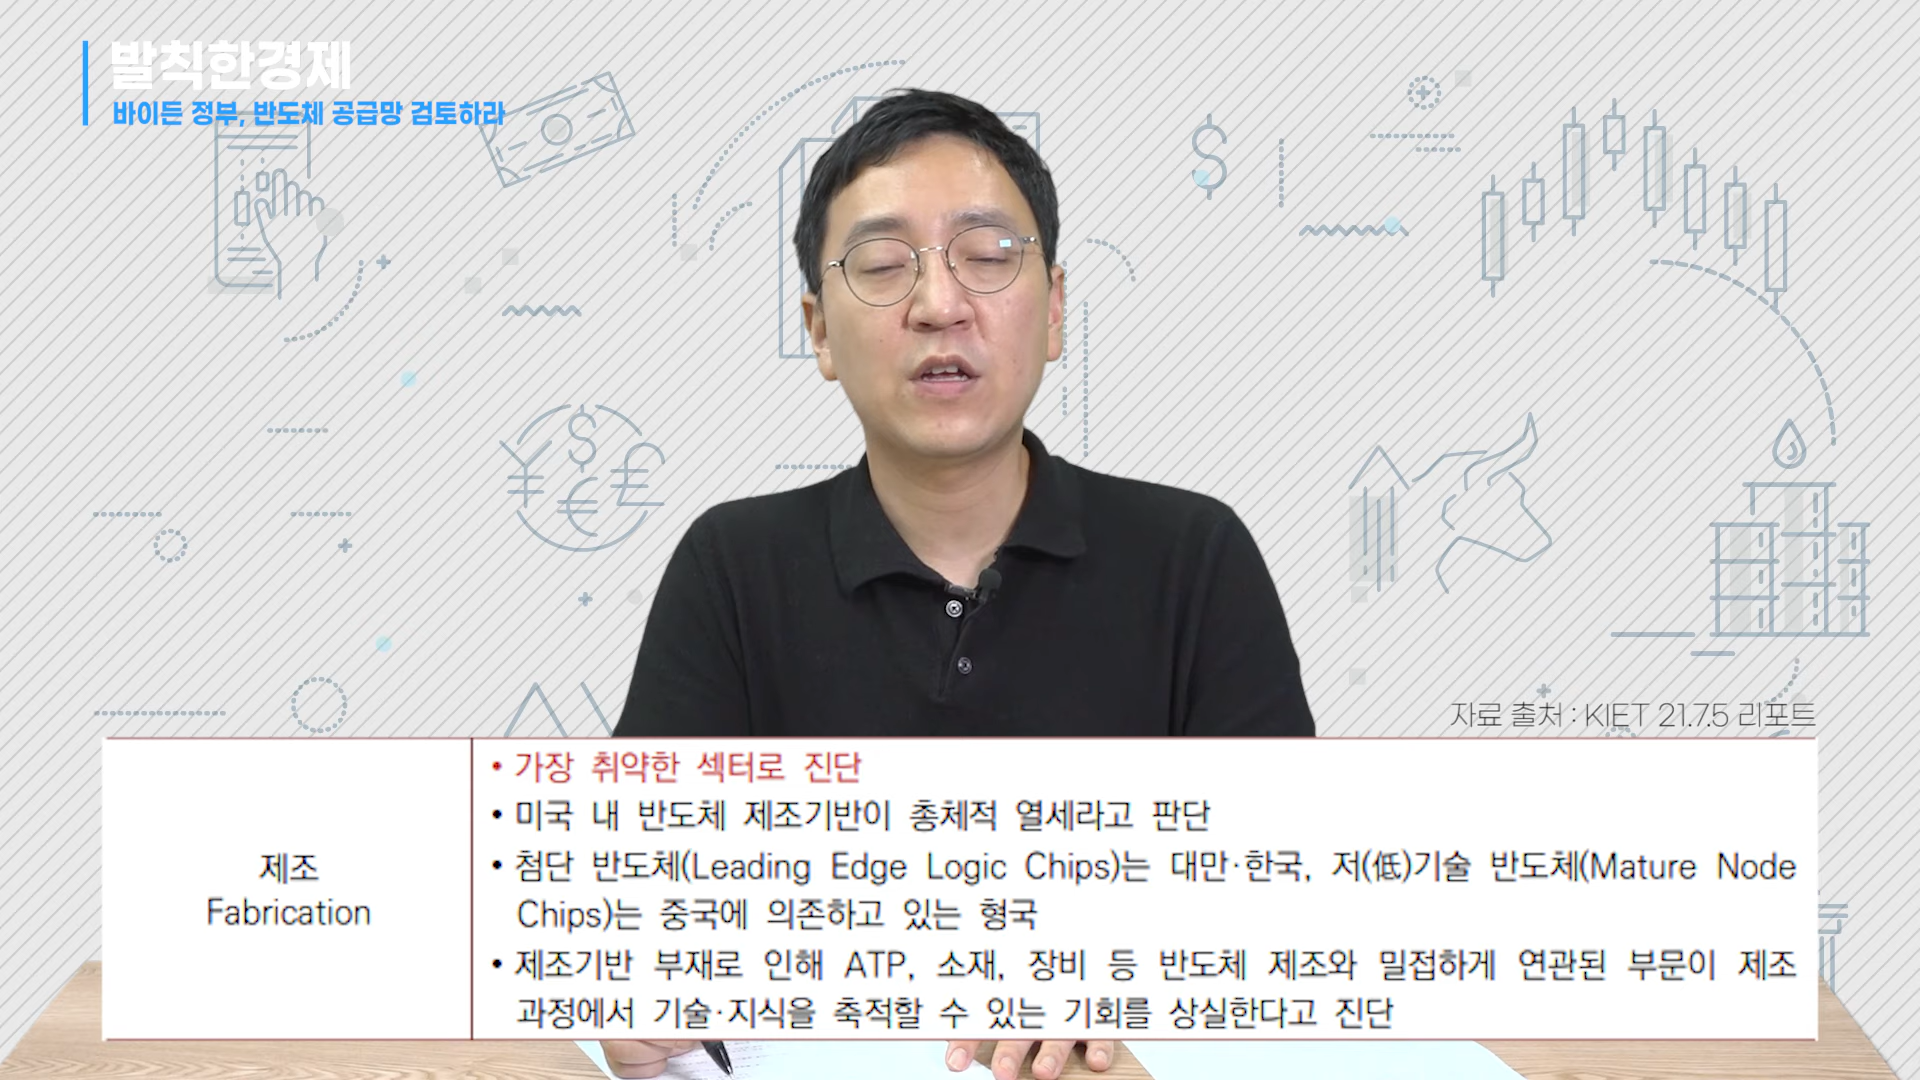 발칙한경제
바이든 정부, 반도체 공급망 검토하라
자료 출처 : KIET 21.7.5 리포트
제조
Fabrication
• 가장 취약한 섹터로 진단
• 미국 내 반도체 제조기반이 총체적 열세라고 판단
• 첨단 반도체(Leading Edge Logic Chips)는 대만·한국, 저(低)기술 반도체(Mature Node
Chips)는 중국에 의존하고 있는 형국
• 제조기반 부재로 인해 ATP, 소재, 장비 등 반도체 제조와 밀접하게 연관된 부문이 제조
과정에서 기술·지식을 축적할 수 있는 기회를 상실한다고 진단